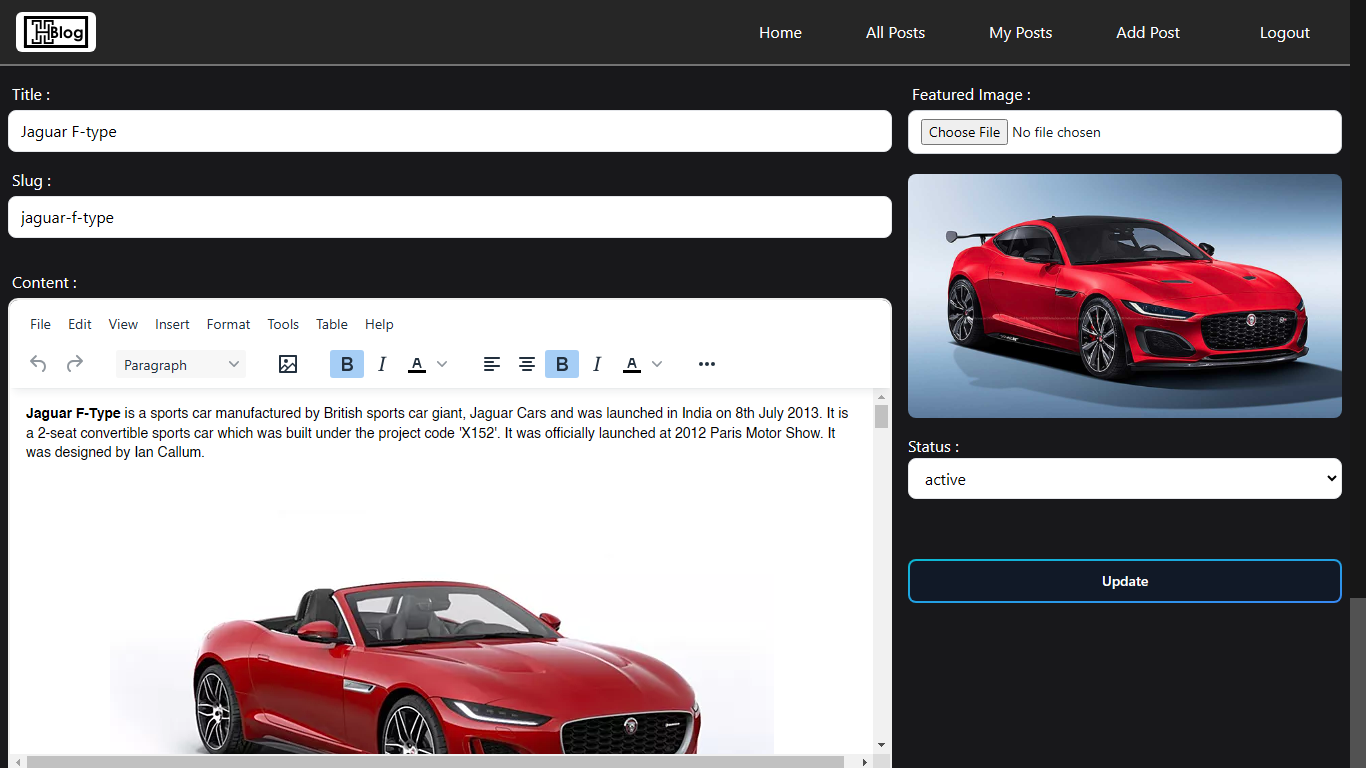 HBlog
Home
All Posts
My Posts
Add Post
Logout
Title :
Jaguar F-type
Slug :
jaguar-f-type
Content :
File
Edit
View
Insert
Format
Tools
Table
Help
Paragraph
B
I
A
B
I
A
Jaguar F-Type is a sports car manufactured by British sports car giant, Jaguar Cars and was launched in India on 8th July 2013. It is
a 2-seat convertible sports car which was built under the project code 'X152'. It was officially launched at 2012 Paris Motor Show. It
was designed by Ian Callum.
Featured Image :
Choose File No file chosen
Status :
active
Update